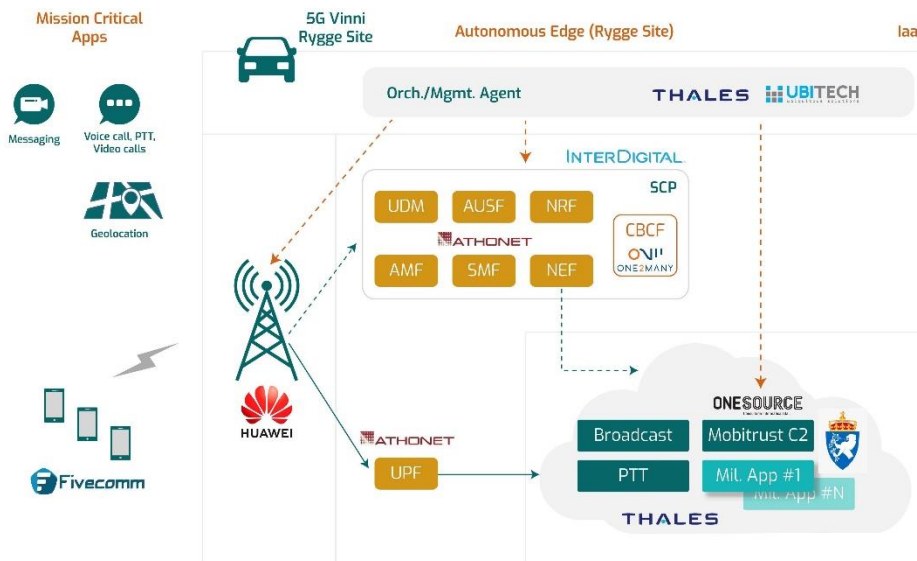 Mission Critical
Apps
5G Vinni
Rygge Site
Autonomous Edge (Rygge Site)
Iaa
Orch./Mgmt. Agent
THALES
UBITECH
Messaging
Voice call, PTT,
Video calls
Geolocation
INTERDIGITAL
SCP
UDM
AUSF
NRF
ATHONET
CBCF
ONE2MANY
AMF
SMF
NEF
HUAWEI
ATHONET
UPF
Fivecomm
ONESOURCE
Broadcast
Mobitrust C2
PTT
Mil. App #1
Mil. App #N
THALES